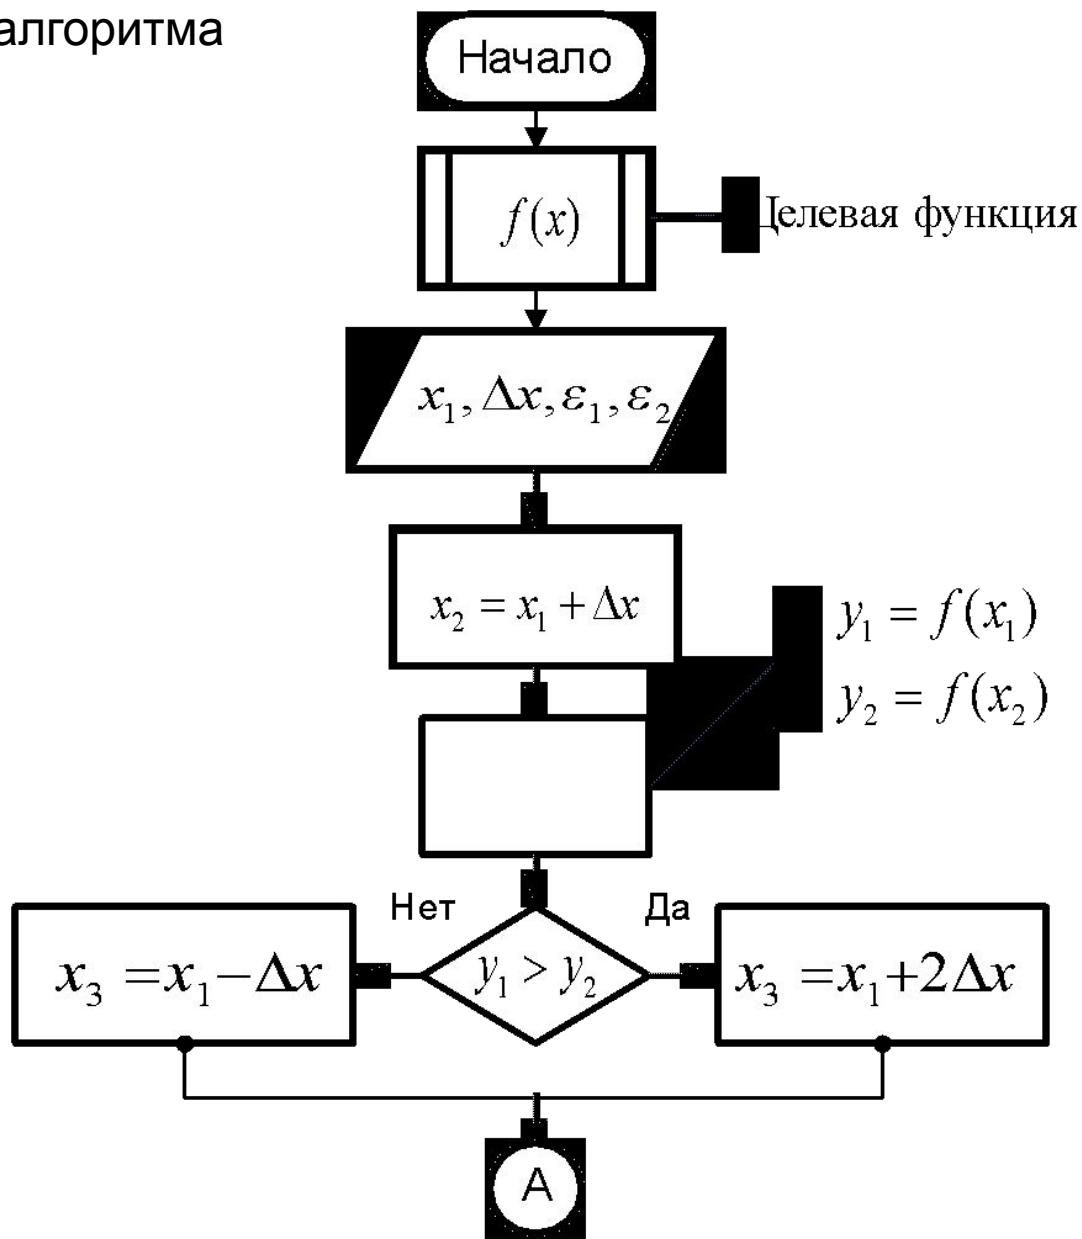 алгоритма
Начало
f(x)
Целевая функция
x₁, Δx, ε₁, ε₂
x₂ = x₁ + Δx
y₁ = f(x₁)
y₂ = f(x₂)
Нет
Да
x₃ = x₁ − Δx
y₁ > y₂
x₃ = x₁ + 2Δx
А